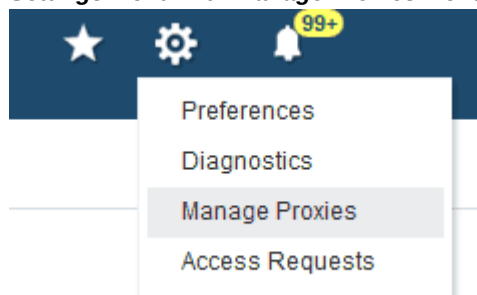 99+
Preferences
Diagnostics
Manage Proxies
Access Requests